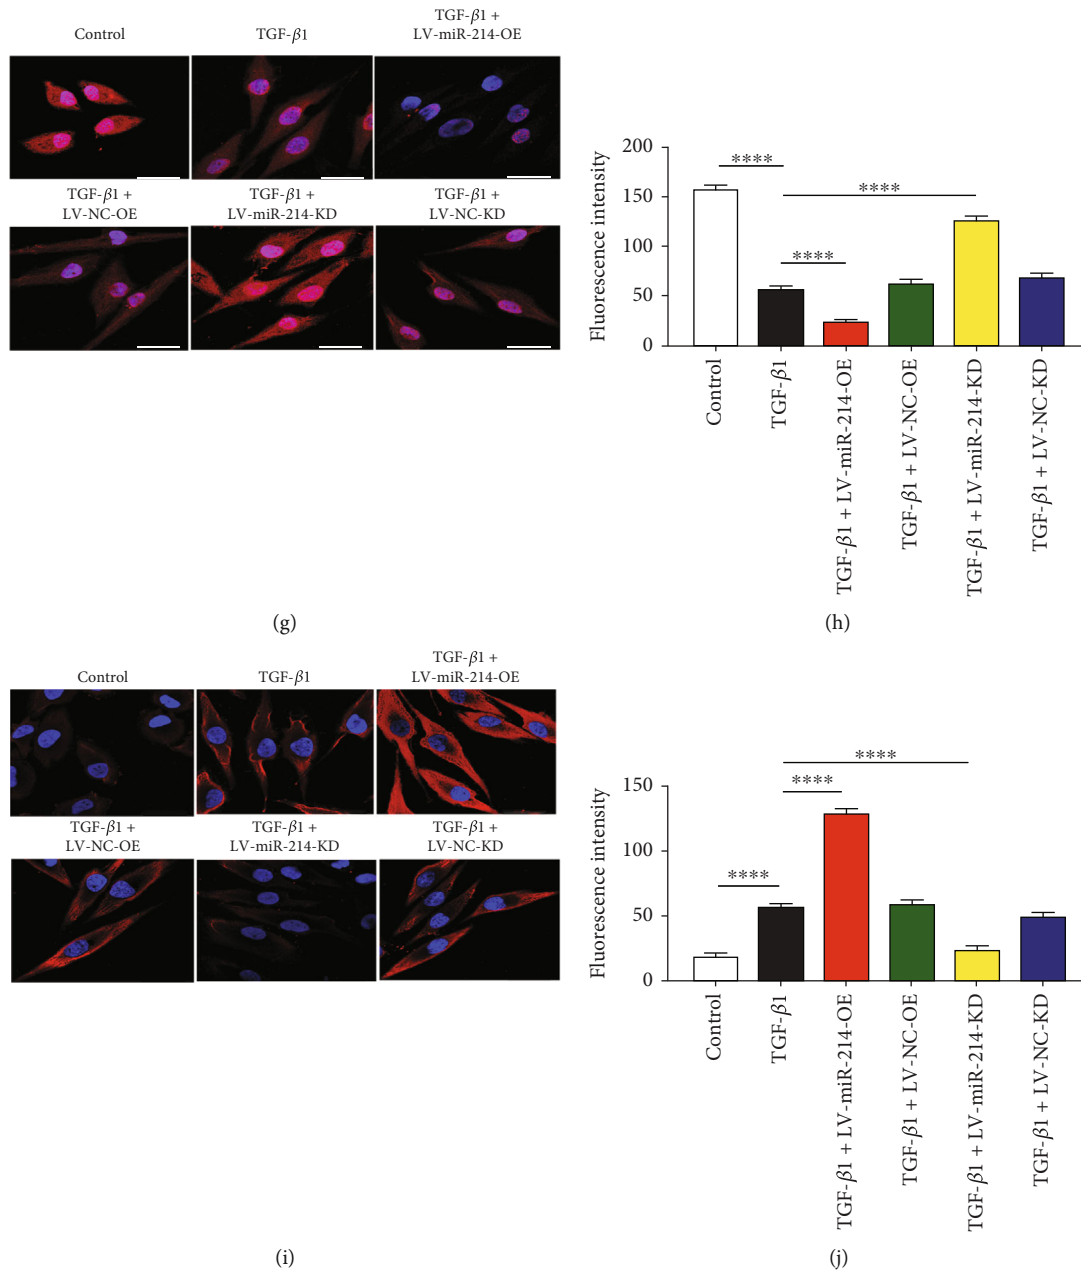 Control
TGF-β1
TGF-β1 +
LV-miR-214-OE
TGF-β1 +
LV-NC-OE
TGF-β1 +
LV-miR-214-KD
TGF-β1 +
LV-NC-KD
(g)
Fluorescence intensity
200
150
100
50
0
****
****
****
Control
TGF-β1
TGF-β1 + LV-miR-214-OE
TGF-β1 + LV-NC-OE
TGF-β1 + LV-miR-214-KD
TGF-β1 + LV-NC-KD
(h)
Control
TGF-β1
TGF-β1 +
LV-miR-214-OE
TGF-β1 +
LV-NC-OE
TGF-β1 +
LV-miR-214-KD
TGF-β1 +
LV-NC-KD
(i)
Fluorescence intensity
150
100
50
0
****
****
****
Control
TGF-β1
TGF-β1 + LV-miR-214-OE
TGF-β1 + LV-NC-OE
TGF-β1 + LV-miR-214-KD
TGF-β1 + LV-NC-KD
(j)